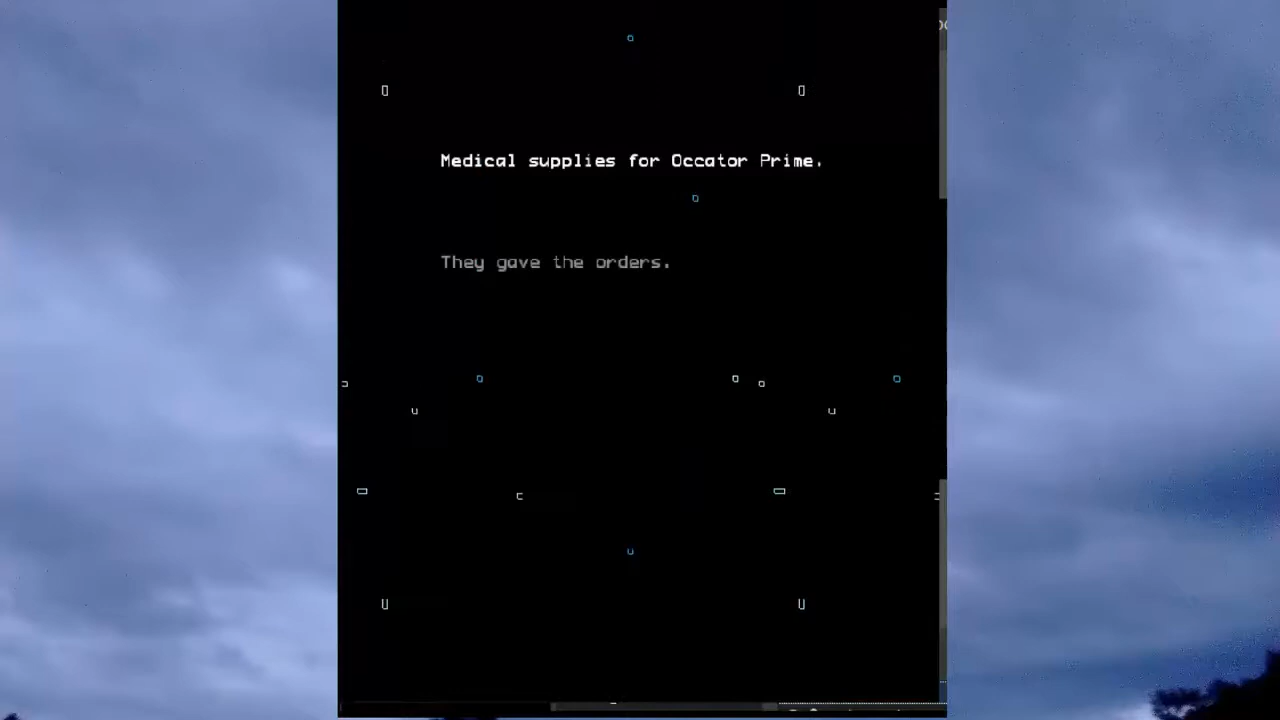 Medical supplies for Occator Prime.
They gave the orders.